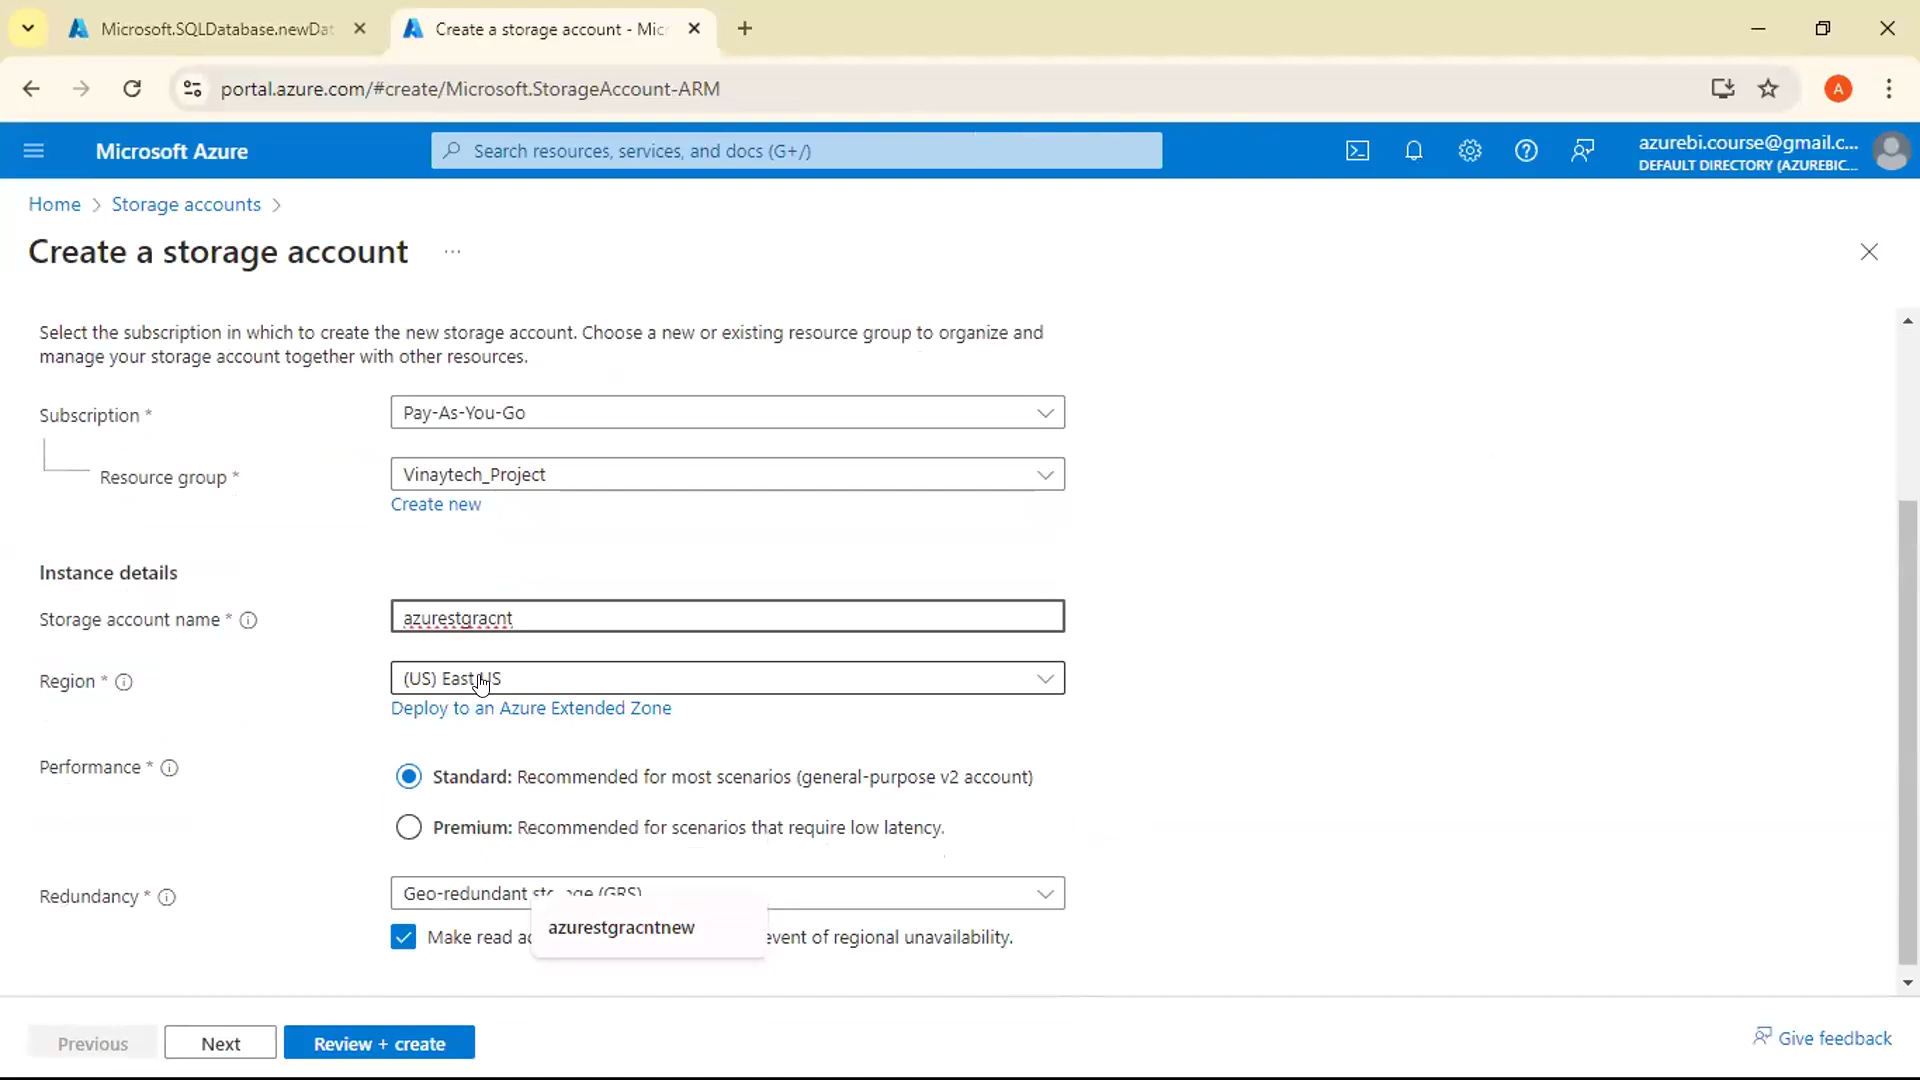 Microsoft.SQLDatabase.newDat
Create a storage account - Micr
portal.azure.com/#create/Microsoft.StorageAccount-ARM
A
Microsoft Azure
Search resources, services, and docs (G+/)
azurebi.course@gmail.c...
DEFAULT DIRECTORY (AZUREBIC...
Home > Storage accounts >
Create a storage account ...
Select the subscription in which to create the new storage account. Choose a new or existing resource group to organize and
manage your storage account together with other resources.
Subscription *
Pay-As-You-Go
Resource group *
Vinaytech_Project
Create new
Instance details
Storage account name *
azurestgracnt
Region *
(US) East US
Deploy to an Azure Extended Zone
Performance *
Standard: Recommended for most scenarios (general-purpose v2 account)
Premium: Recommended for scenarios that require low latency.
Redundancy *
Geo-redundant storage (GRS)
azurestgracntnew
Make read event of regional unavailability.
Previous
Next
Review + create
Give feedback